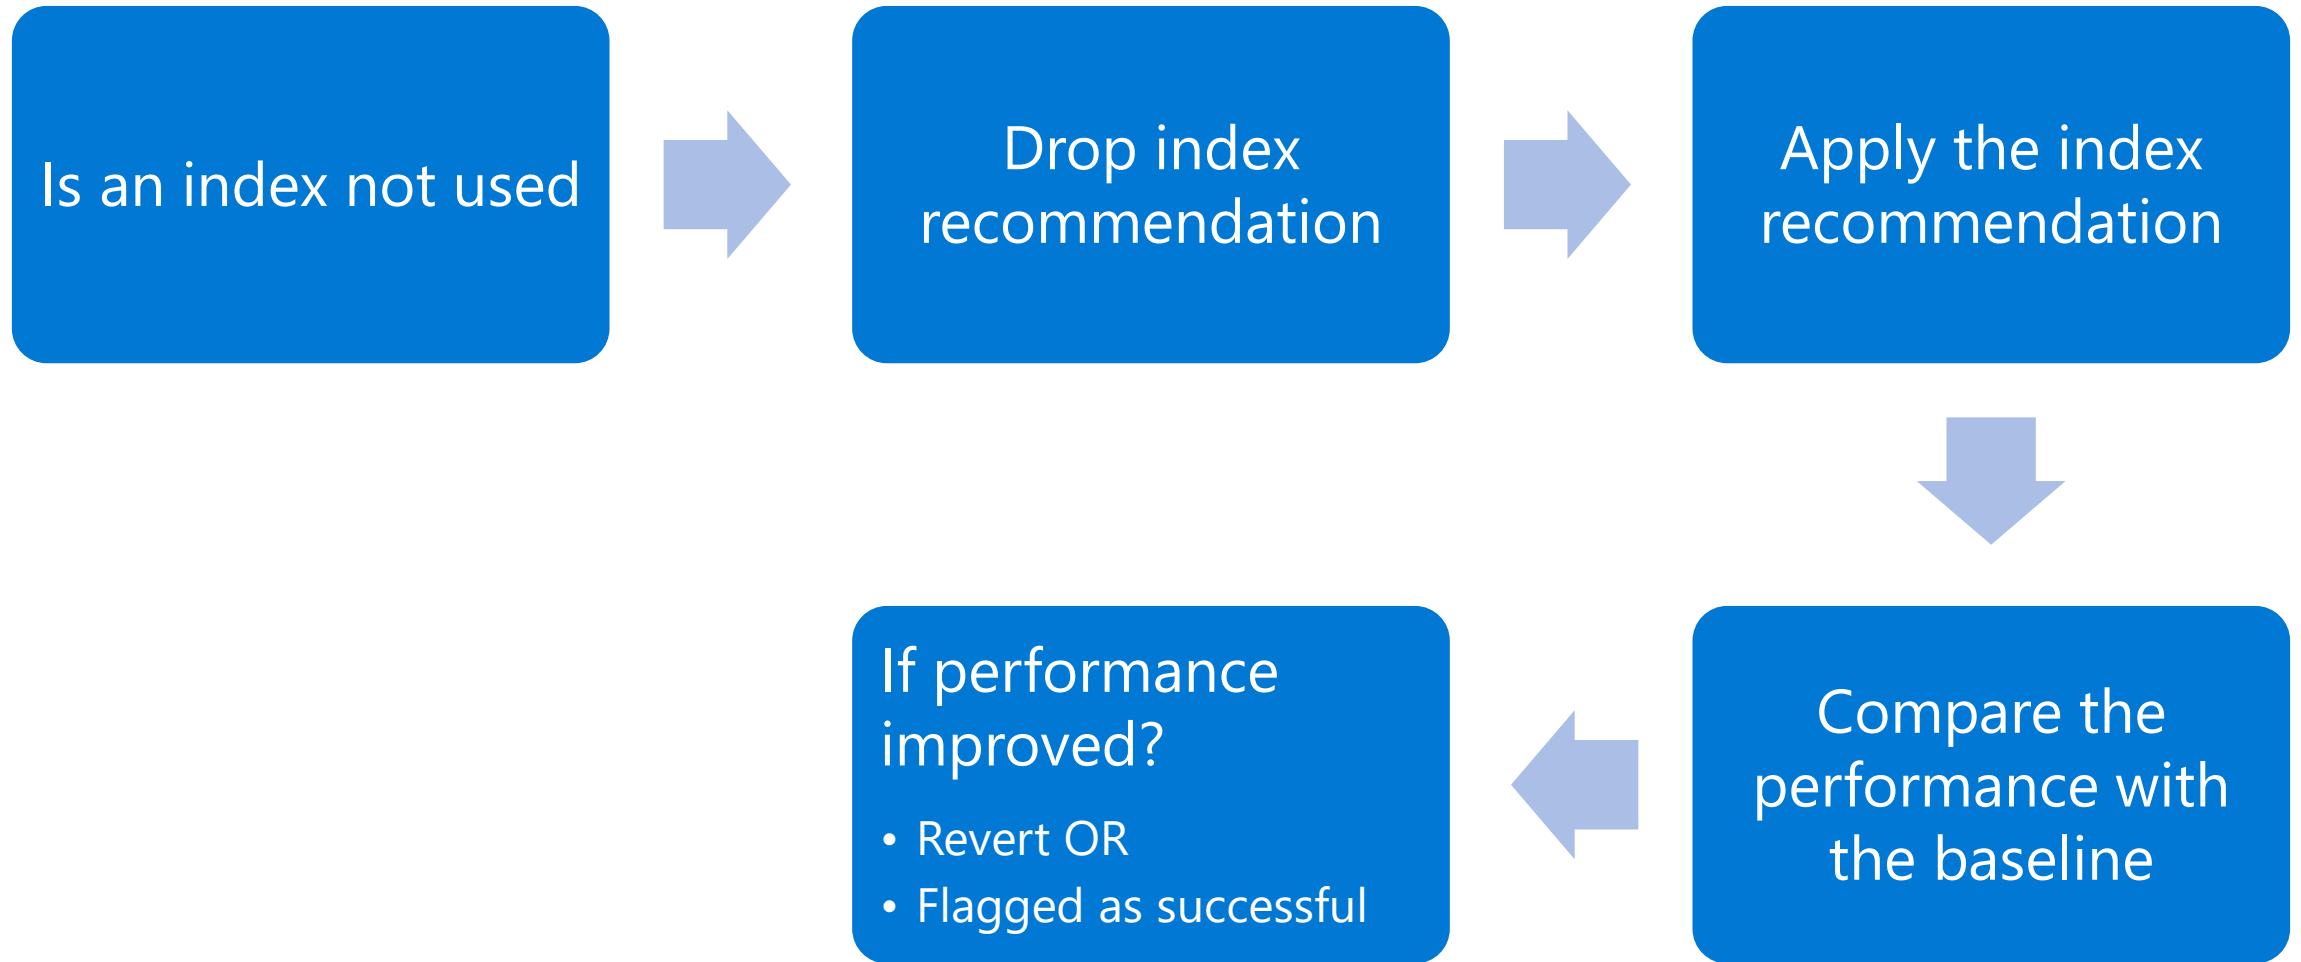 Is an index not used
Drop index
recommendation
Apply the index
recommendation
Compare the
performance with
the baseline
If performance
improved?
• Revert OR
• Flagged as successful